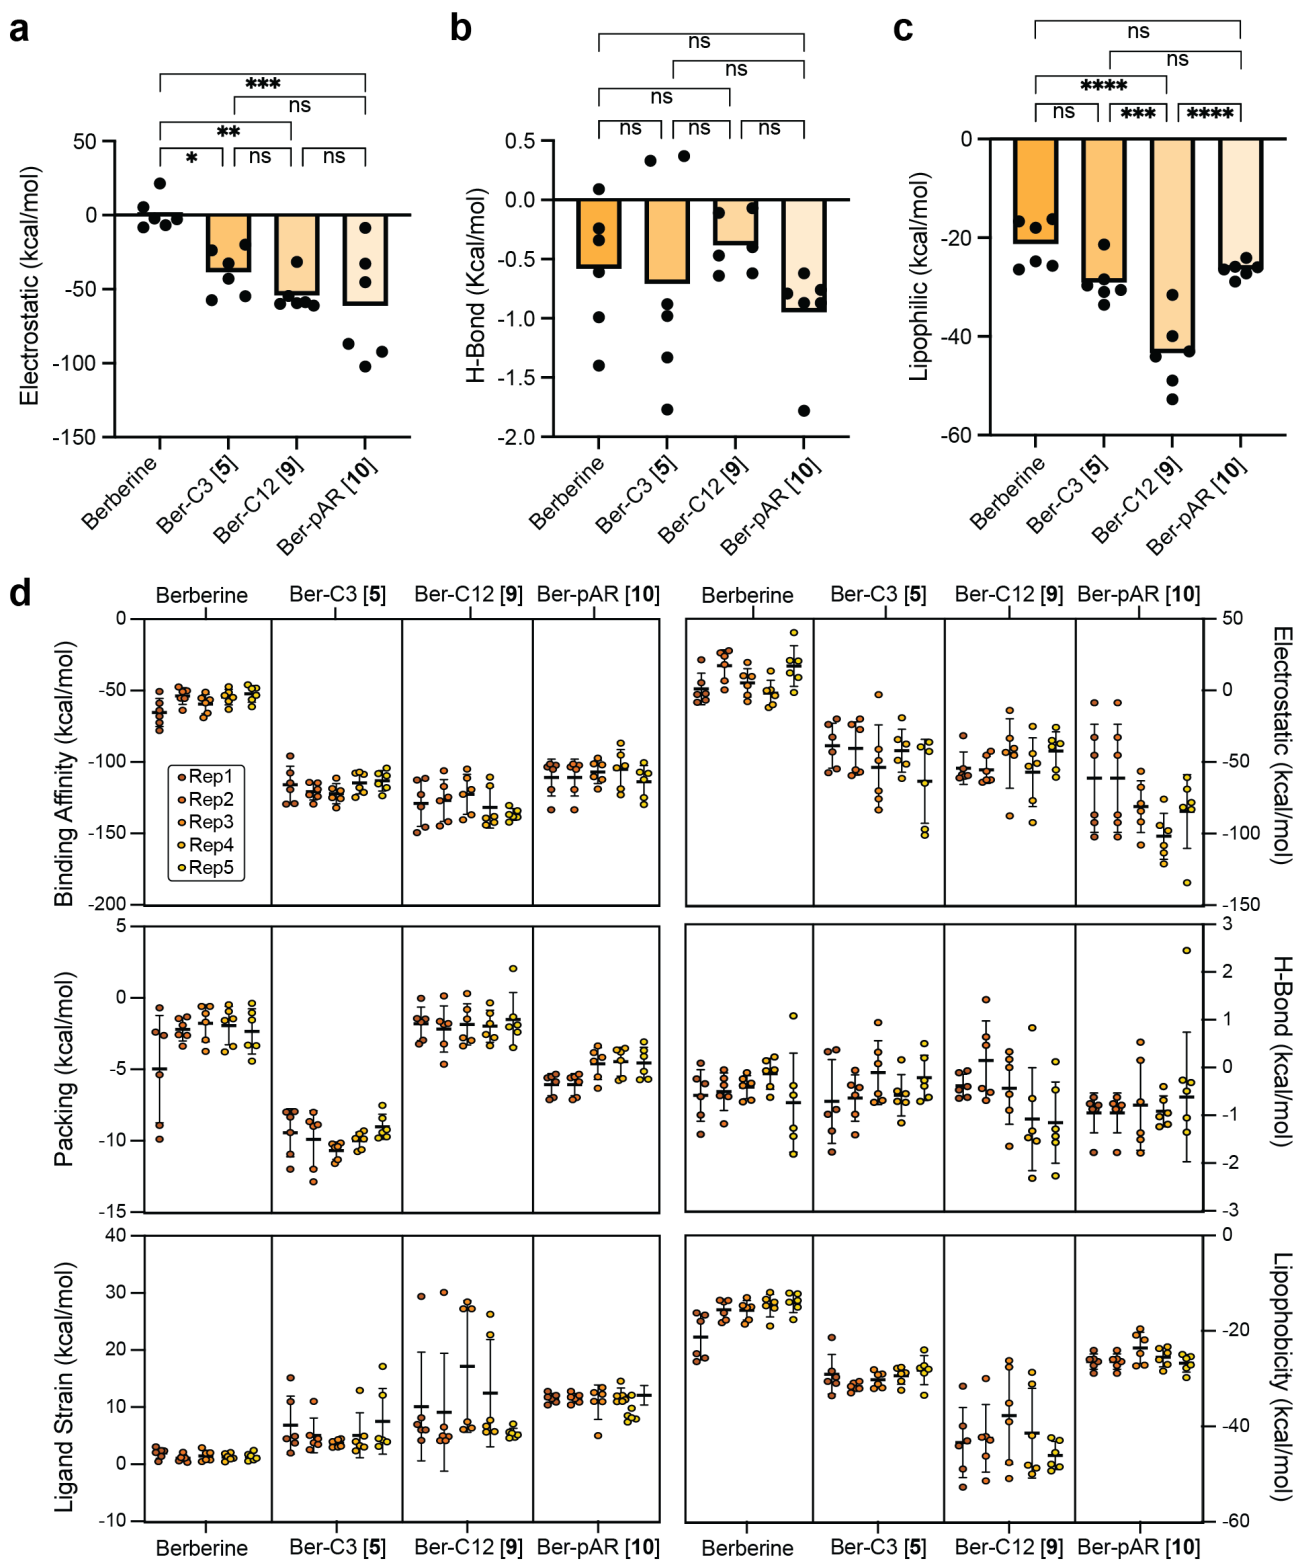 a
***
ns
**
*
ns
ns
50
0
-50
-100
-150
Electrostatic (kcal/mol)
Berberine
Ber-C3 [5]
Ber-C12 [9]
Ber-pAR [10]
b
ns
ns
ns
ns
ns
ns
0.5
0.0
-0.5
-1.0
-1.5
-2.0
H-Bond (Kcal/mol)
Berberine
Ber-C3 [5]
Ber-C12 [9]
Ber-pAR [10]
c
ns
ns
****
ns
***
****
0
-20
-40
-60
Lipophilic (kcal/mol)
Berberine
Ber-C3 [5]
Ber-C12 [9]
Ber-pAR [10]
d
Berberine
Ber-C3 [5]
Ber-C12 [9]
Ber-pAR [10]
0
-50
-100
-150
-200
Binding Affinity (kcal/mol)
Rep1
Rep2
Rep3
Rep4
Rep5
Berberine
Ber-C3 [5]
Ber-C12 [9]
Ber-pAR [10]
50
0
-50
-100
-150
Electrostatic (kcal/mol)
5
0
-5
-10
-15
Packing (kcal/mol)
3
2
1
0
-1
-2
-3
H-Bond (kcal/mol)
40
30
20
10
0
-10
Ligand Strain (kcal/mol)
Berberine
Ber-C3 [5]
Ber-C12 [9]
Ber-pAR [10]
0
-20
-40
-60
Lipophobicity (kcal/mol)
Berberine
Ber-C3 [5]
Ber-C12 [9]
Ber-pAR [10]